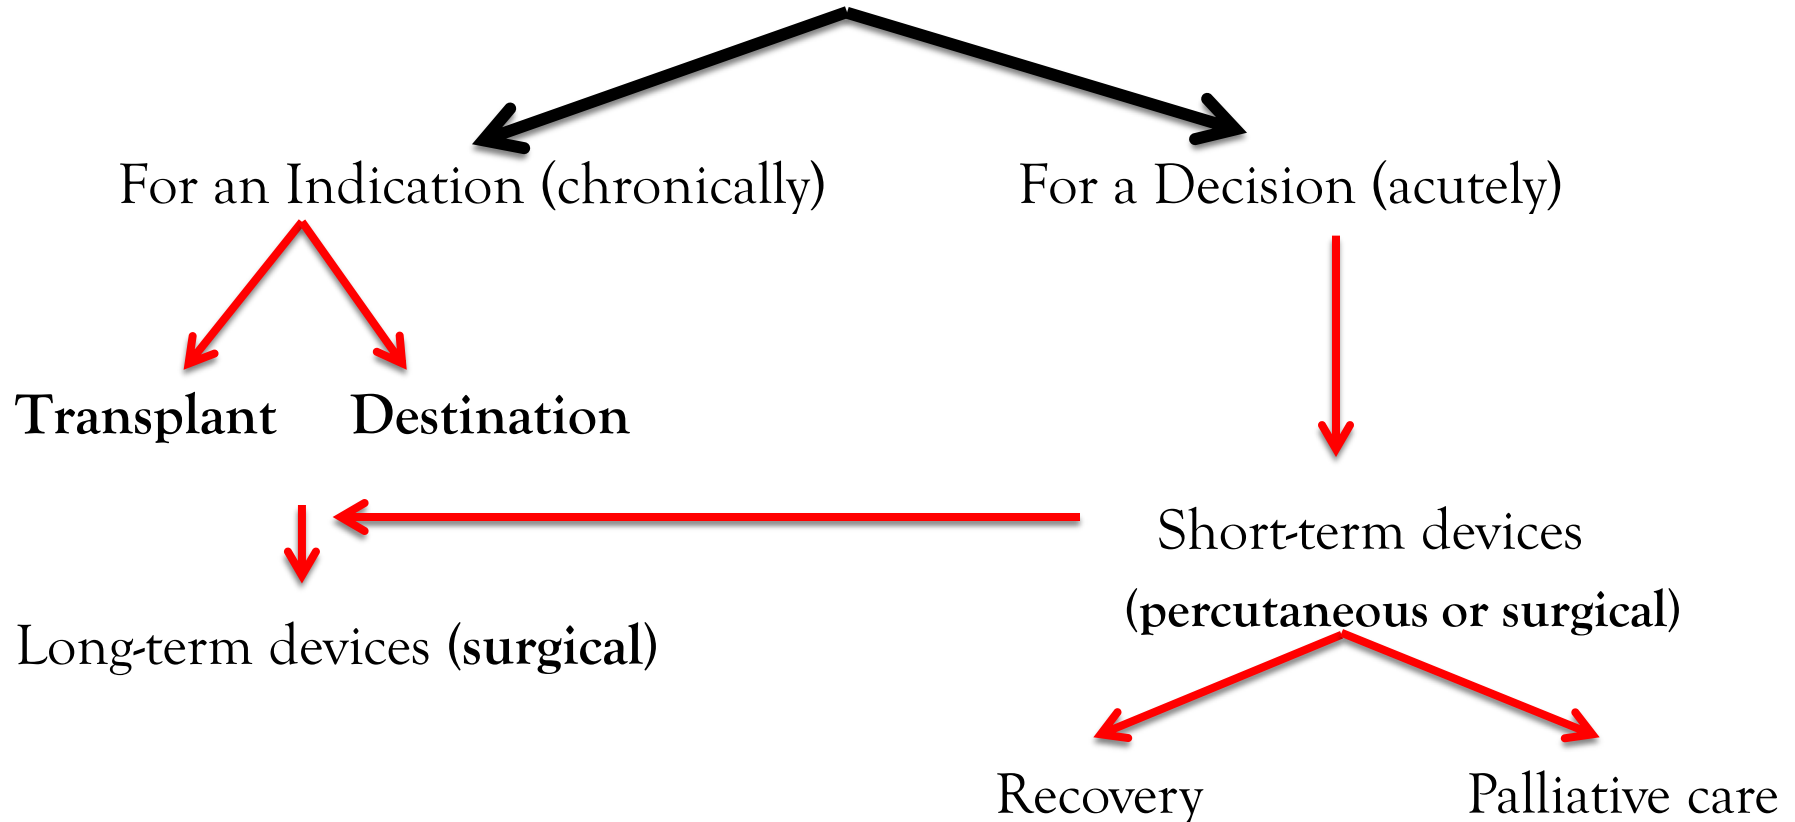 For an Indication (chronically)
For a Decision (acutely)
Transplant
Destination
Short-term devices
(percutaneous or surgical)
Long-term devices (surgical)
Recovery
Palliative care